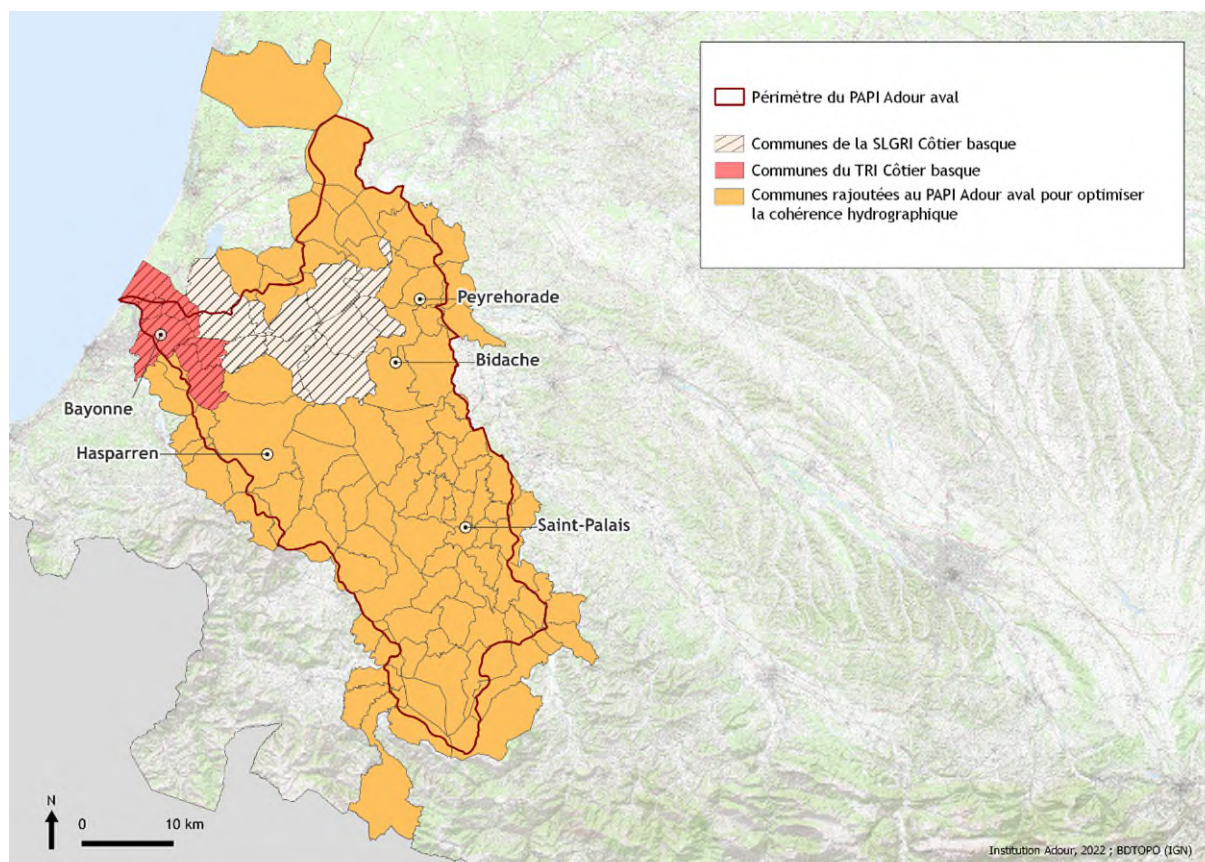 Périmètre du PAPI Adour aval
Communes de la SLGRI Côtier basque
Communes du TRI Côtier basque
Communes rajoutées au PAPI Adour aval pour optimiser
la cohérence hydrographique
Peyrehorade
Bidache
Bayonne
Hasparren
Saint-Palais
N
0 10 km
Institution Adour, 2022 ; BDTOPO (IGN)